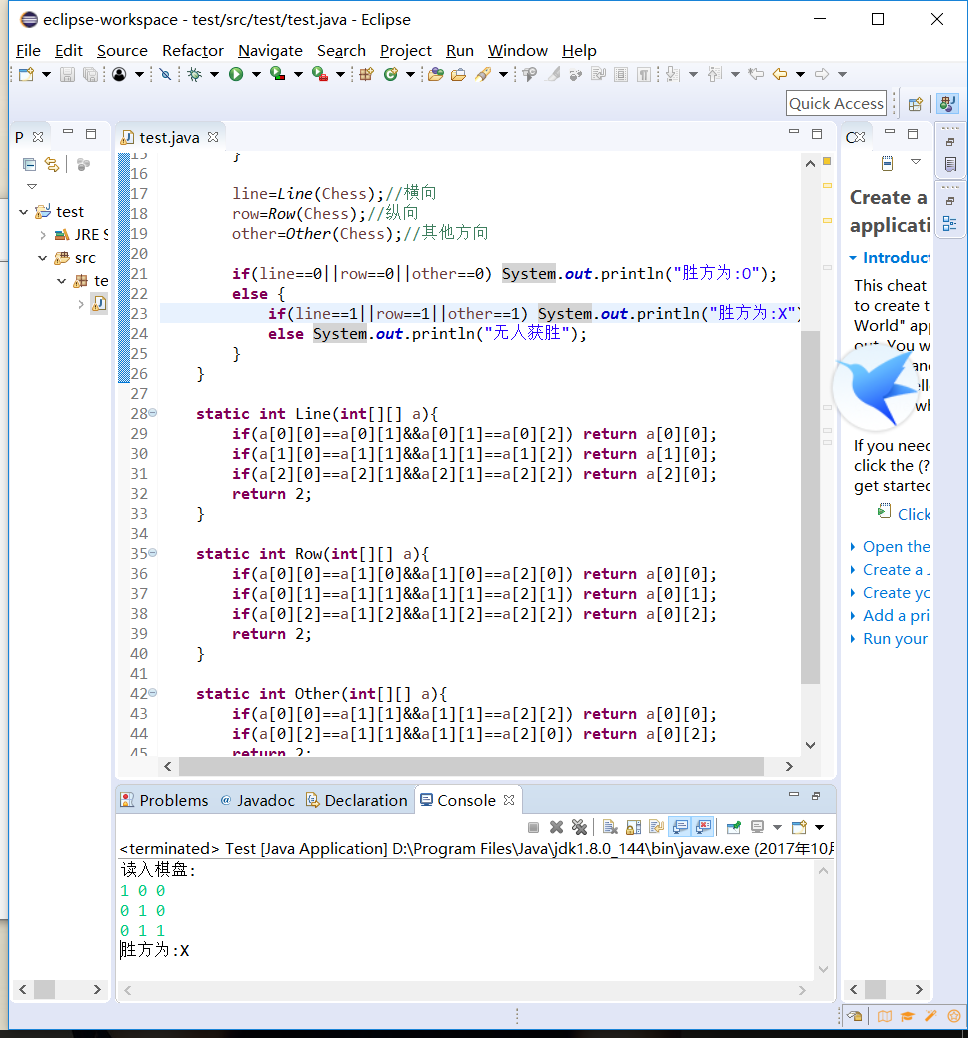 eclipse-workspace - test/src/test/test.java - Eclipse
File Edit Source Refactor Navigate Search Project Run Window Help
Quick Access
P
test.java
test
JRE S
src
te
15 }
16
17 line=Line(Chess);//横向
18 row=Row(Chess);//纵向
19 other=Other(Chess);//其他方向
20
21 if(line==0||row==0||other==0) System.out.println("胜方为:O");
22 else {
23 if(line==1||row==1||other==1) System.out.println("胜方为:X")
24 else System.out.println("无人获胜");
25 }
26 }
27
28 static int Line(int[][] a){
29 if(a[0][0]==a[0][1]&&a[0][1]==a[0][2]) return a[0][0];
30 if(a[1][0]==a[1][1]&&a[1][1]==a[1][2]) return a[1][0];
31 if(a[2][0]==a[2][1]&&a[2][1]==a[2][2]) return a[2][0];
32 return 2;
33 }
34
35 static int Row(int[][] a){
36 if(a[0][0]==a[1][0]&&a[1][0]==a[2][0]) return a[0][0];
37 if(a[0][1]==a[1][1]&&a[1][1]==a[2][1]) return a[0][1];
38 if(a[0][2]==a[1][2]&&a[1][2]==a[2][2]) return a[0][2];
39 return 2;
40 }
41
42 static int Other(int[][] a){
43 if(a[0][0]==a[1][1]&&a[1][1]==a[2][2]) return a[0][0];
44 if(a[0][2]==a[1][1]&&a[1][1]==a[2][0]) return a[0][2];
45 return 2;
Create a
applicati
Introduct
This cheat
to create t
World" app
out. You w
If you need
click the (?
get started
Click
Open the
Create a .
Create yo
Add a pri
Run your
Problems @ Javadoc Declaration Console
<terminated> Test [Java Application] D:\Program Files\Java\jdk1.8.0_144\bin\javaw.exe (2017年10月
读入棋盘:
1 0 0
0 1 0
0 1 1
胜方为:X